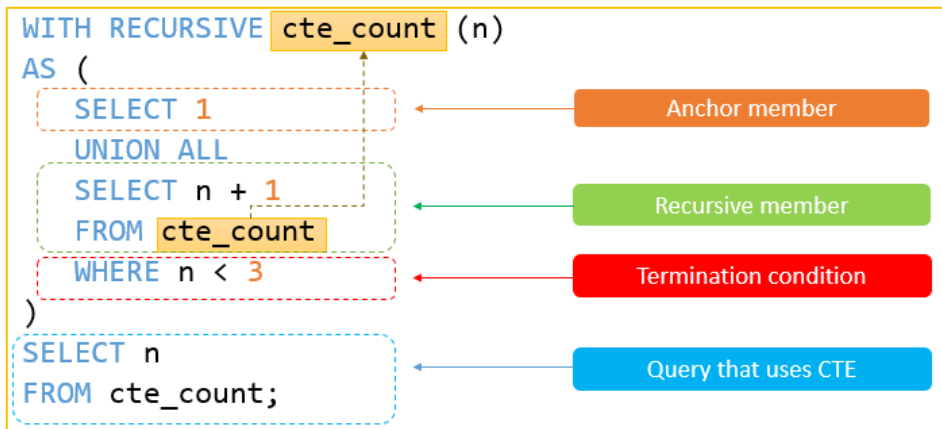 WITH RECURSIVE cte_count (n)
AS (
SELECT 1
Anchor member
UNION ALL
SELECT n + 1
Recursive member
FROM cte_count
WHERE n < 3
Termination condition
)
SELECT n
Query that uses CTE
FROM cte_count;